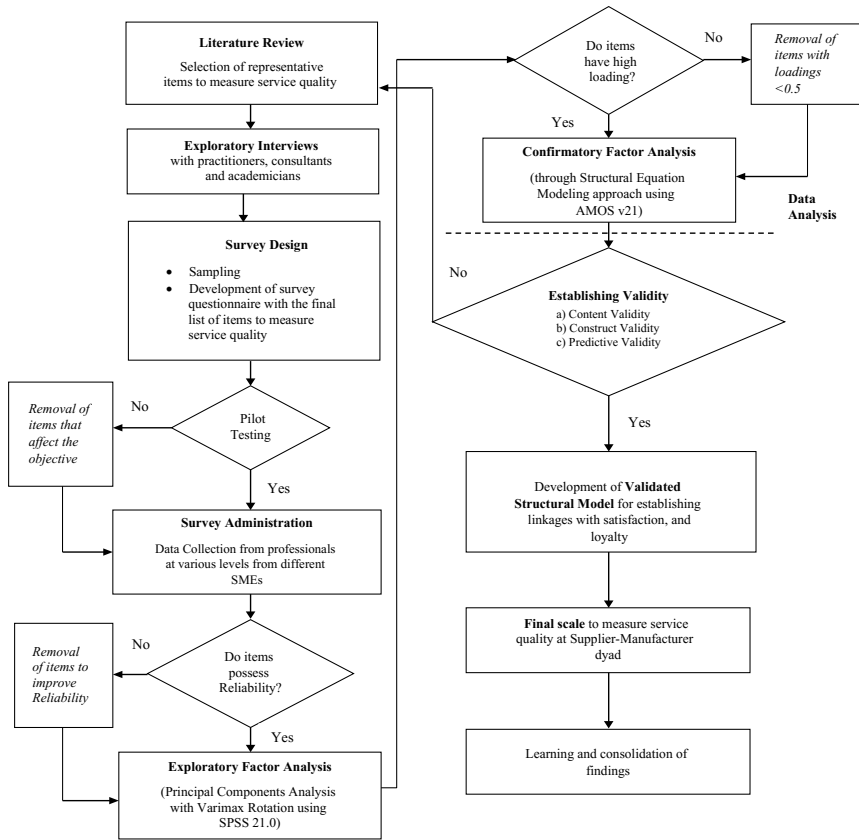 Literature Review
Selection of representative
items to measure service quality
Exploratory Interviews
with practitioners, consultants
and academicians
Survey Design
• Sampling
• Development of survey
questionnaire with the final
list of items to measure
service quality
Pilot
Testing
No
Removal of
items that
affect the
objective
Yes
Survey Administration
Data Collection from professionals
at various levels from different
SMEs
Do items
possess
Reliability?
No
Removal
of items to
improve
Reliability
Yes
Exploratory Factor Analysis
(Principal Components Analysis
with Varimax Rotation using
SPSS 21.0)
Do items
have high
loading?
No
Removal of
items with
loadings
<0.5
Yes
Confirmatory Factor Analysis
(through Structural Equation
Modeling approach using
AMOS v21)
Data
Analysis
No
Establishing Validity
a) Content Validity
b) Construct Validity
c) Predictive Validity
Yes
Development of Validated
Structural Model for establishing
linkages with satisfaction, and
loyalty
Final scale to measure service
quality at Supplier-Manufacturer
dyad
Learning and consolidation of
findings